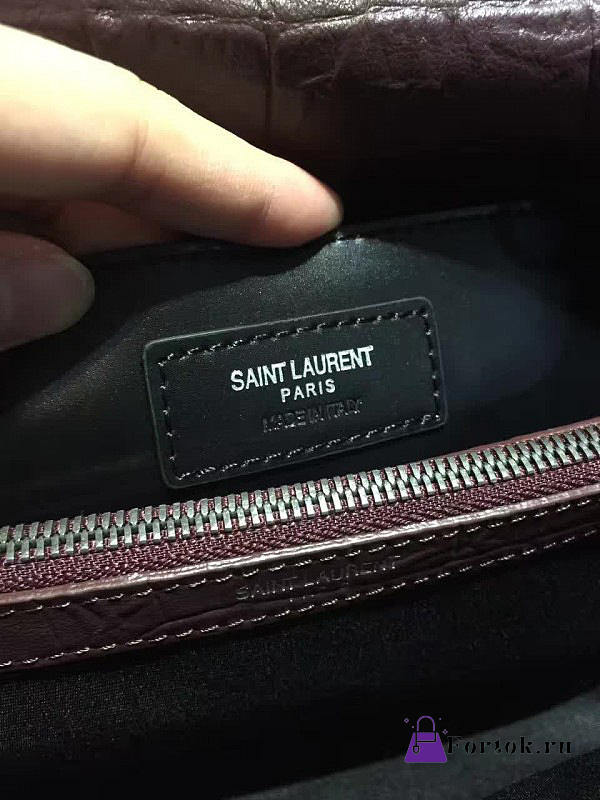 SAINT LAURENT
PARIS
MADE IN ITALY
SAINT LAURENT
Fortok.ru